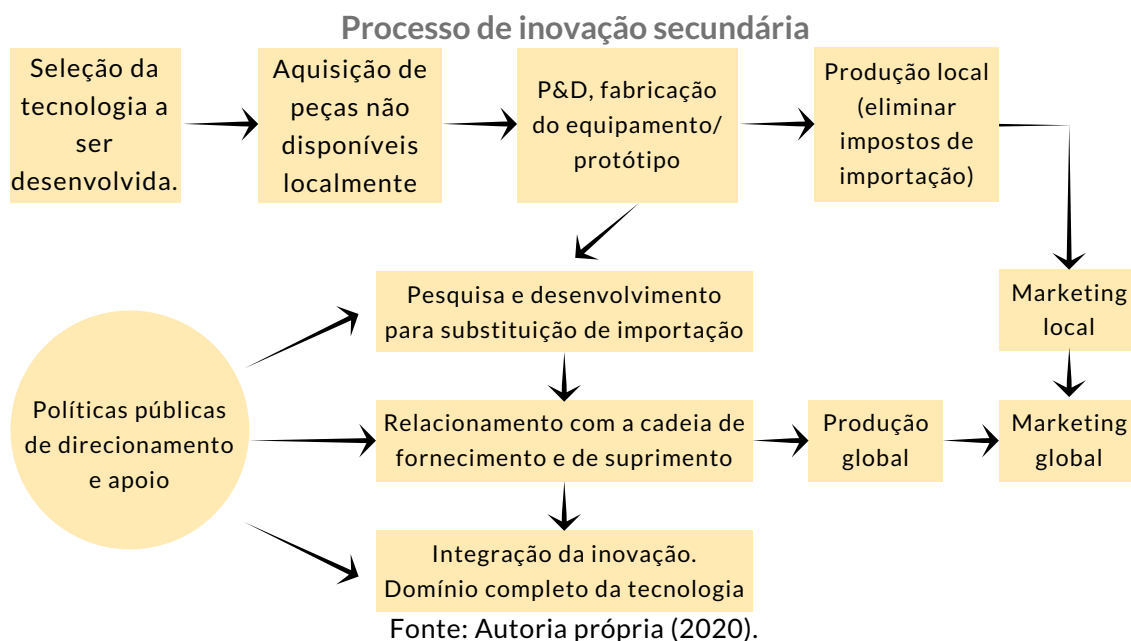 Processo de inovação secundária
Seleção da
tecnologia a
ser
desenvolvida.
Aquisição de
peças não
disponíveis
localmente
P&D, fabricação
do equipamento/
protótipo
Produção local
(eliminar
impostos de
importação)
Pesquisa e desenvolvimento
para substituição de importação
Marketing
local
Políticas públicas
de direcionamento
e apoio
Relacionamento com a cadeia de
fornecimento e de suprimento
Produção
global
Marketing
global
Integração da inovação.
Domínio completo da tecnologia
Fonte: Autoria própria (2020).